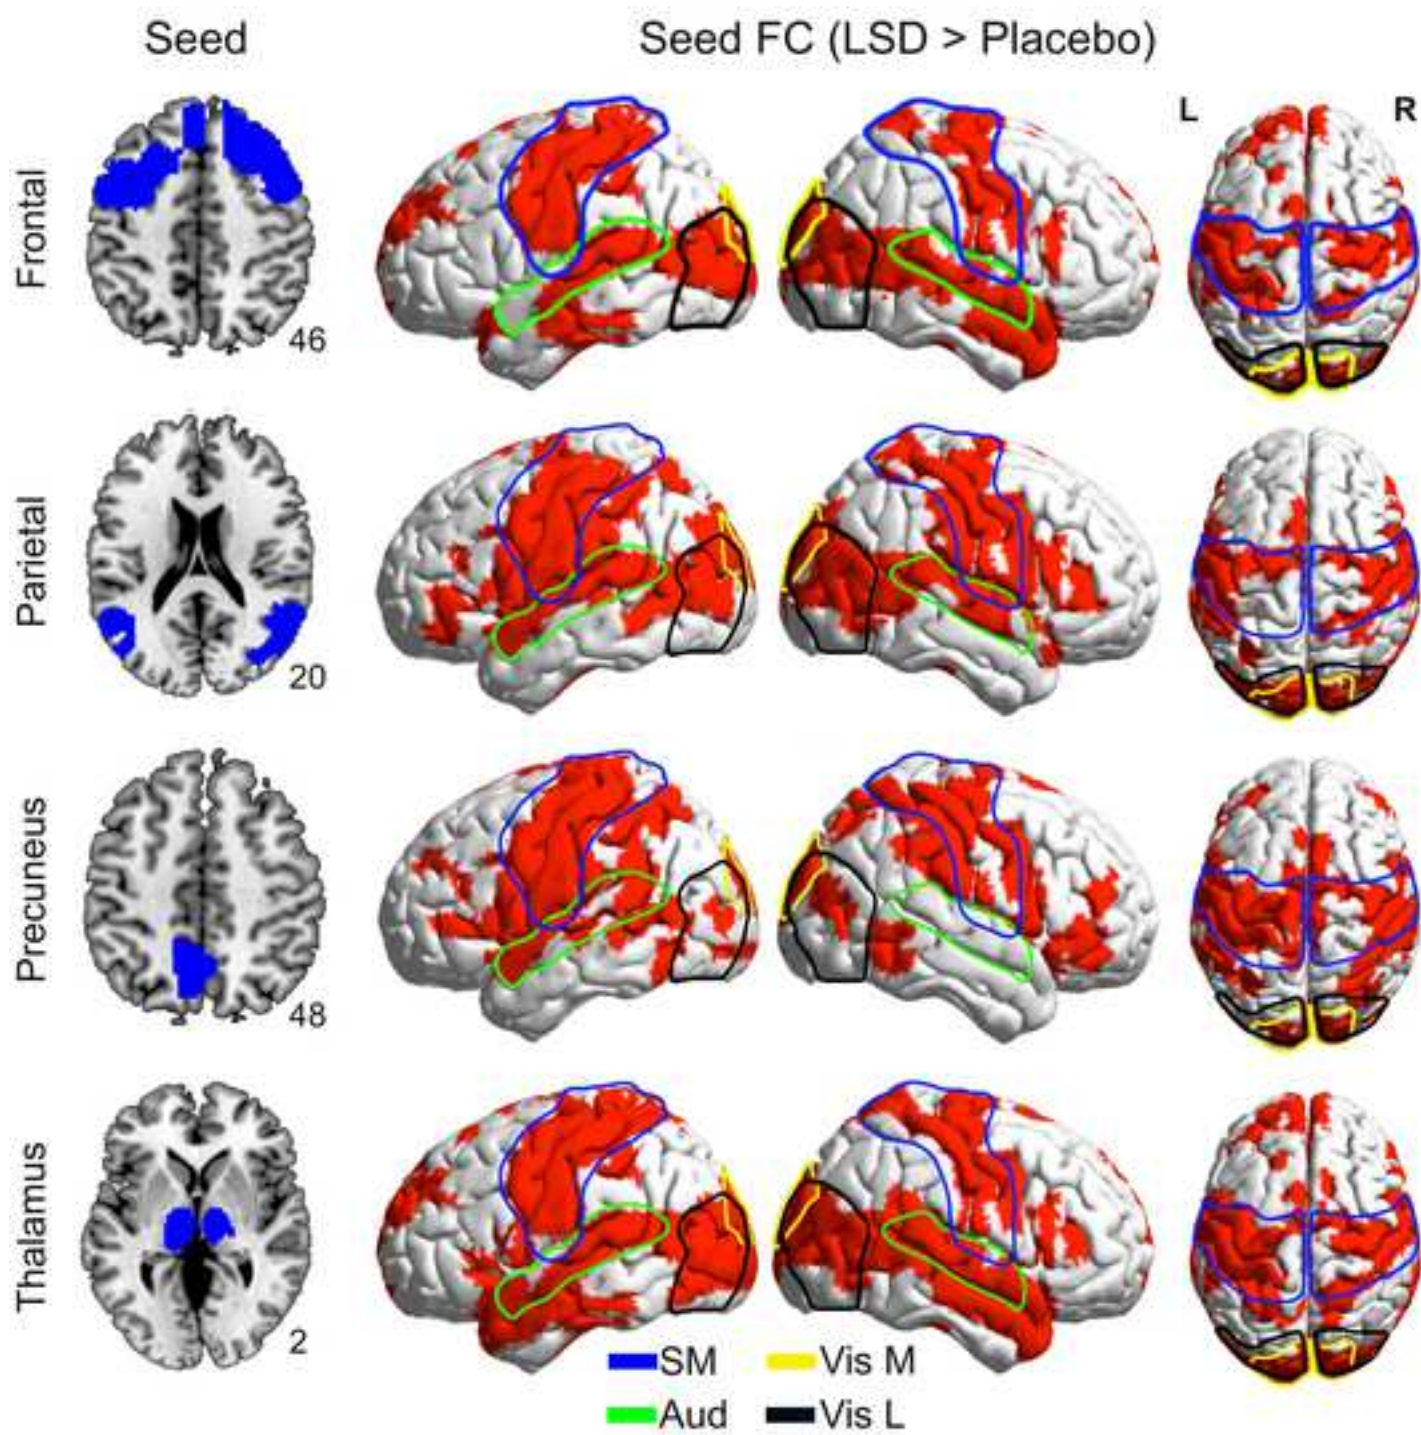 Seed
Seed FC (LSD > Placebo)
L R
Frontal
46
Parietal
20
Precuneus
48
Thalamus
2
SM Vis M
Aud Vis L